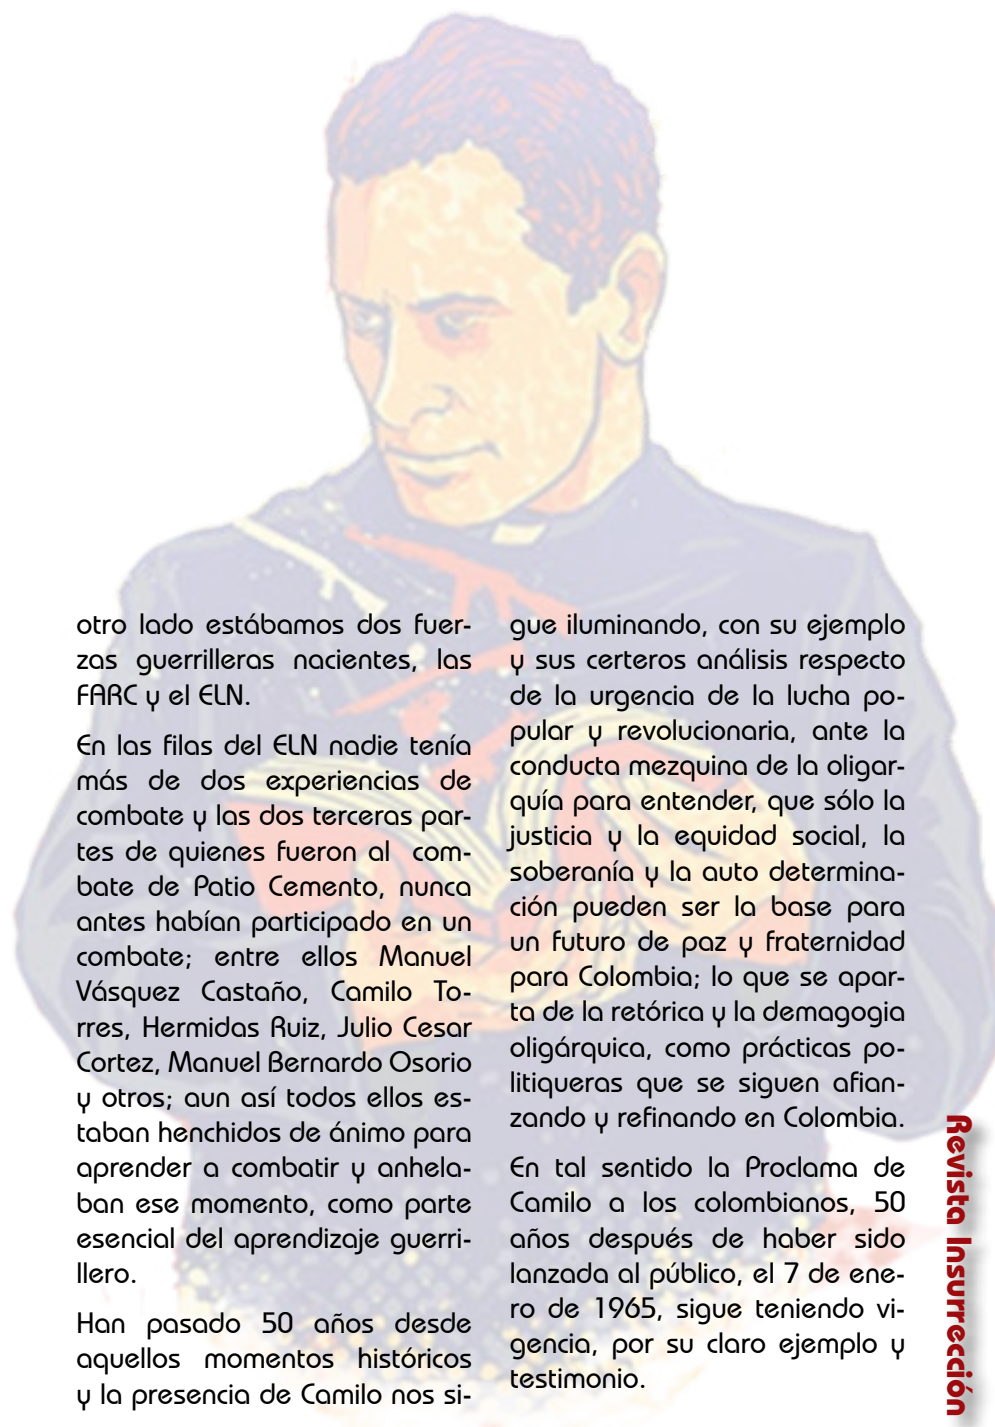 otro lado estábamos dos fuer-
zas guerrilleras nacientes, las
FARC y el ELN.
En las filas del ELN nadie tenía
más de dos experiencias de
combate y las dos terceras par-
tes de quienes fueron al com-
bate de Patio Cemento, nunca
antes habían participado en un
combate; entre ellos Manuel
Vásquez Castaño, Camilo To-
rres, Hermidas Ruiz, Julio Cesar
Cortez, Manuel Bernardo Osorio
y otros; aun así todos ellos es-
taban henchidos de ánimo para
aprender a combatir y anhela-
ban ese momento, como parte
esencial del aprendizaje guerri-
llero.
Han pasado 50 años desde
aquellos momentos históricos
y la presencia de Camilo nos si-
gue iluminando, con su ejemplo
y sus certeros análisis respecto
de la urgencia de la lucha po-
pular y revolucionaria, ante la
conducta mezquina de la oligar-
quía para entender, que sólo la
justicia y la equidad social, la
soberanía y la auto determina-
ción pueden ser la base para
un futuro de paz y fraternidad
para Colombia; lo que se apar-
ta de la retórica y la demagogia
oligárquica, como prácticas po-
litiqueras que se siguen afian-
zando y refinando en Colombia.
En tal sentido la Proclama de
Camilo a los colombianos, 50
años después de haber sido
lanzada al público, el 7 de ene-
ro de 1965, sigue teniendo vi-
gencia, por su claro ejemplo y
testimonio.
Revista Insurrección